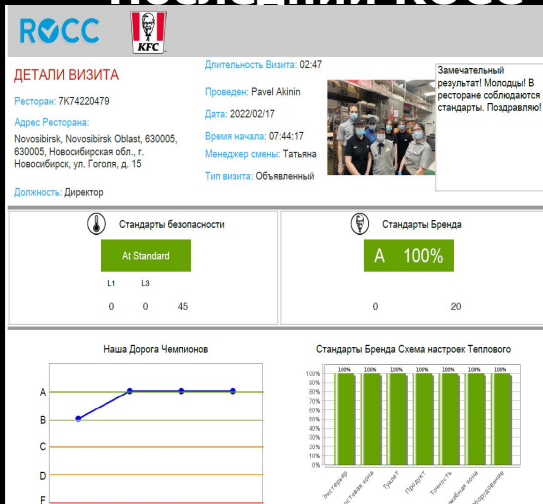 последний ROCC
ROCC
KFC
ДЕТАЛИ ВИЗИТА
Ресторан: 7K74220479
Адрес Ресторана:
Novosibirsk, Novosibirsk Oblast, 630005,
630005, Новосибирская обл., г.
Новосибирск, ул. Гоголя, д. 15
Должность: Директор
Длительность Визита: 02:47
Проведен: Pavel Akinin
Дата: 2022/02/17
Время начала: 07:44:17
Менеджер смены: Татьяна
Тип визита: Объявленный
Замечательный
результат! Молодцы! В
ресторане соблюдаются
стандарты. Поздравляю!
Стандарты безопасности
At Standard
L1 L3
0 0 45
Стандарты Бренда
A 100%
0 20
Наша Дорога Чемпионов
A
B
C
D
F
Стандарты Бренда Схема настроек Теплового
100% 100% 100% 100% 100% 100% 100%
100%
90%
80%
70%
60%
50%
40%
30%
20%
10%
0%
Экстерьер
Туалет
Продукт
Точность